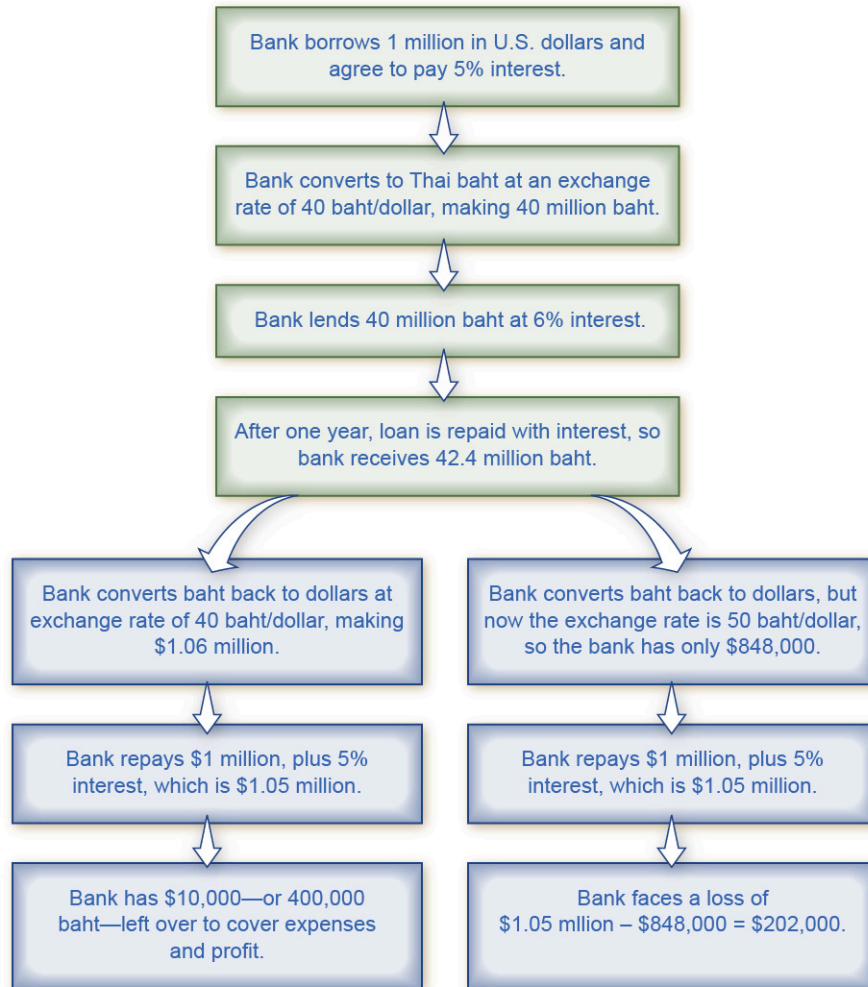 Bank borrows 1 million in U.S. dollars and
agree to pay 5% interest.
Bank converts to Thai baht at an exchange
rate of 40 baht/dollar, making 40 million baht.
Bank lends 40 million baht at 6% interest.
After one year, loan is repaid with interest, so
bank receives 42.4 million baht.
Bank converts baht back to dollars at
exchange rate of 40 baht/dollar, making
$1.06 million.
Bank repays $1 million, plus 5%
interest, which is $1.05 million.
Bank has $10,000—or 400,000
baht—left over to cover expenses
and profit.
Bank converts baht back to dollars, but
now the exchange rate is 50 baht/dollar,
so the bank has only $848,000.
Bank repays $1 million, plus 5%
interest, which is $1.05 million.
Bank faces a loss of
$1.05 mllion – $848,000 = $202,000.